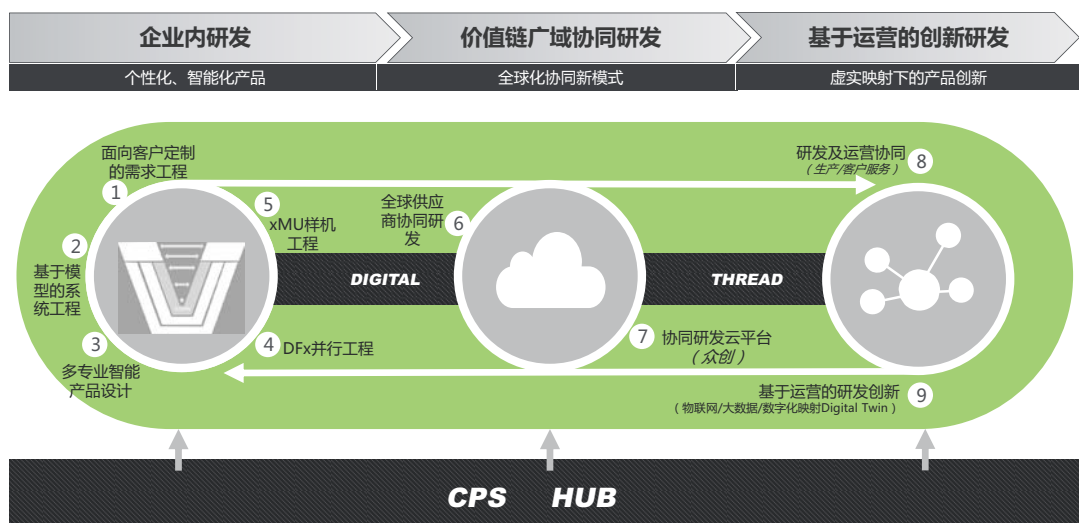 企业内研发
价值链广域协同研发
基于运营的创新研发
个性化、智能化产品
全球化协同新模式
虚实映射下的产品创新
面向客户定制
的需求工程
1
2
基于模
型的系
统工程
3
多专业智能
产品设计
4
DFx并行工程
5
xMU样机
工程
全球供应
商协同研
发
6
DIGITAL
THREAD
7
协同研发云平台
（众创）
研发及运营协同
（生产/客户服务）
8
基于运营的研发创新
（物联网/大数据/数字化映射Digital Twin）
9
CPS HUB